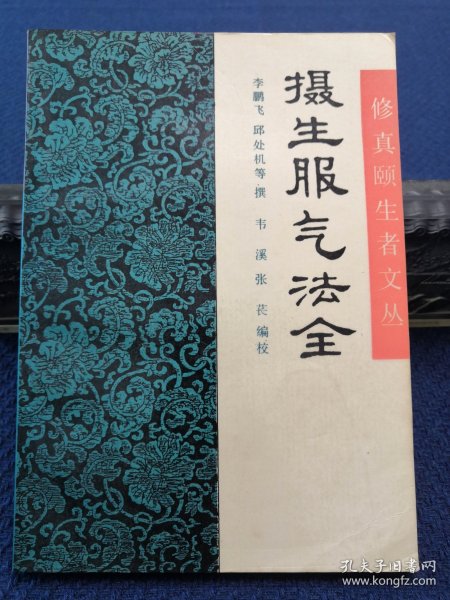 修真颐生者文丛
摄生服气法全
李鹏飞 邱处机等 撰 韦溪 张苌 编校
孔夫子旧书网
www.kongfz.com